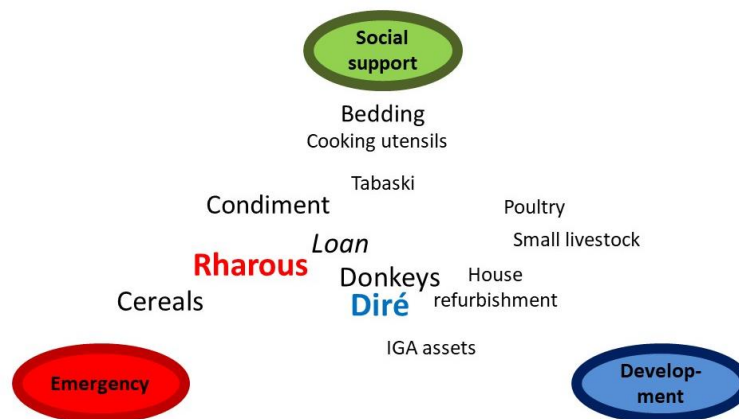 Social
support
Bedding
Cooking utensils
Tabaski
Condiment
Poultry
Loan
Small livestock
Rharous
Donkeys
House
refurbishment
Cereals
Diré
IGA assets
Emergency
Develop-
ment